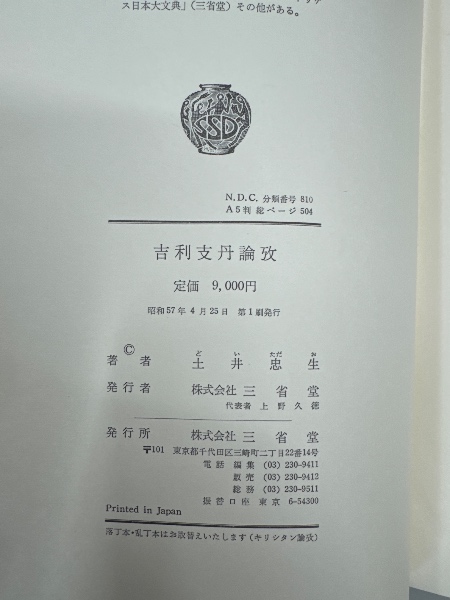 ス日本大文典」(三省堂)その他がある。
SSD
N.D.C. 分類番号 810
A5判 総ページ 504
吉利支丹論攷
定価 9,000円
昭和57年4月25日 第1刷発行
©
著者 土井忠生
ど い ただ お
発行者 株式会社 三省堂
代表者 上野久徳
発行所 株式会社 三省堂
〒101 東京都千代田区三崎町二丁目22番14号
電話 編集 (03) 230-9411
販売 (03) 230-9412
総務 (03) 230-9511
振替口座 東京 6-54300
Printed in Japan
落丁本・乱丁本はお取替えいたします(キリシタン論攷)